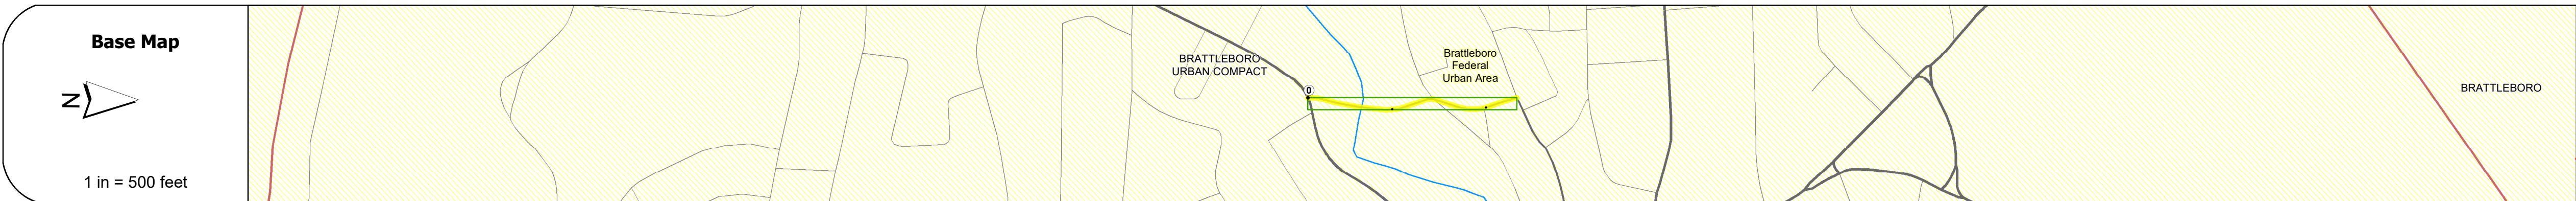 Base Map
N
1 in = 500 feet
BRATTLEBORO
URBAN COMPACT
0
Brattleboro
Federal
Urban Area
BRATTLEBORO